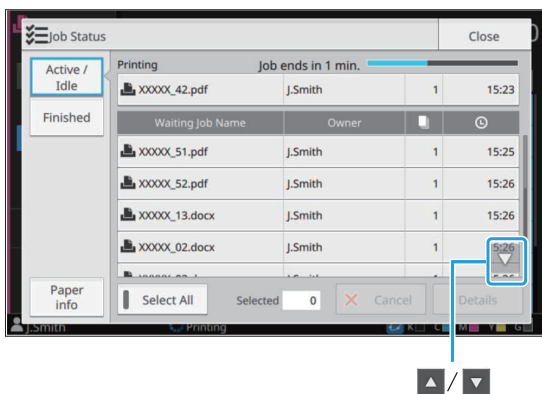 Job Status
Close
Active / Idle
Finished
Paper info
Printing
Job ends in 1 min.
XXXXX_42.pdf J.Smith 1 15:23
Waiting Job Name Owner
XXXXX_51.pdf J.Smith 1 15:25
XXXXX_52.pdf J.Smith 1 15:26
XXXXX_13.docx J.Smith 1 15:26
XXXXX_02.docx J.Smith 1 5:26
Select All
Selected 0
Cancel
Details
J.Smith Printing K C M Y G
/